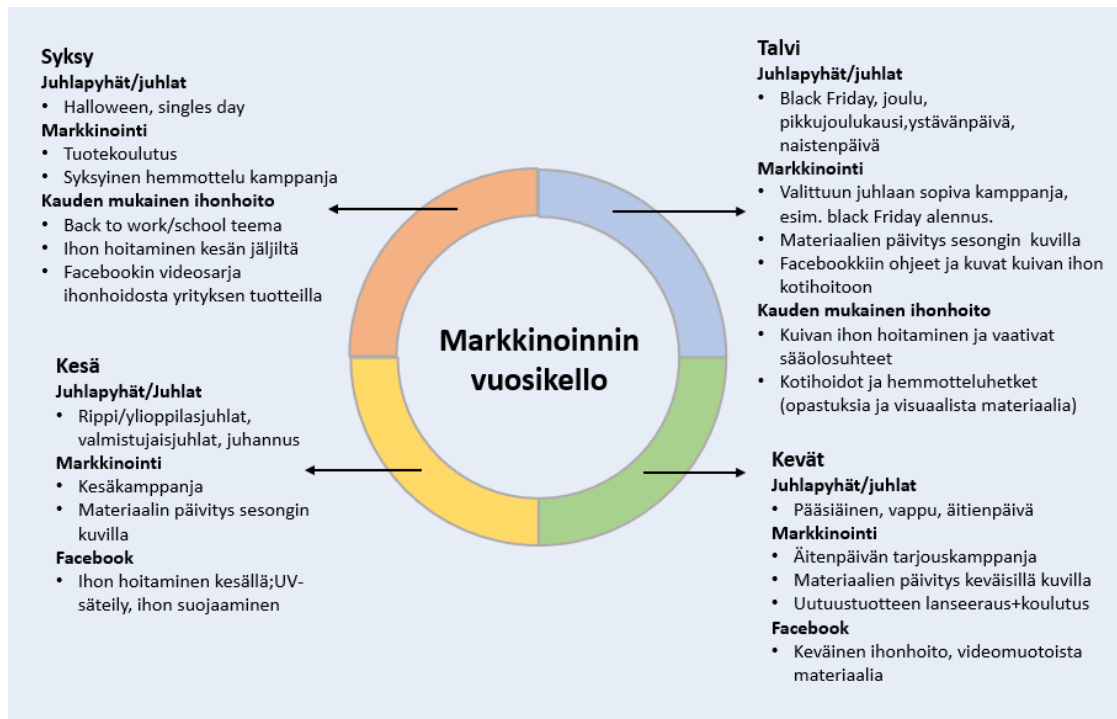 Syksy
Juhlapyhät/juhlat
• Halloween, singles day
Markkinointi
• Tuotekoulutus
• Syksyinen hemmottelu kamppanja
Kauden mukainen ihonhoito
• Back to work/school teema
• Ihon hoitaminen kesän jäljiltä
• Facebookin videosarja
ihonhoidosta yrityksen tuotteilla
Talvi
Juhlapyhät/juhlat
• Black Friday, joulu,
pikkujoulukausi,ystävänpäivä,
naistenpäivä
Markkinointi
• Valittuun juhlaan sopiva kamppanja,
esim. black Friday alennus.
• Materiaalien päivitys sesongin kuvilla
• Facebookkiin ohjeet ja kuvat kuivan ihon
kotihoitoon
Kauden mukainen ihonhoito
• Kuivan ihon hoitaminen ja vaativat
sääolosuhteet
• Kotihoidot ja hemmotteluhetket
(opastuksia ja visuaalista materiaalia)
Markkinoinnin
vuosikello
Kesä
Juhlapyhät/Juhlat
• Rippi/ylioppilasjuhlat,
valmistujaisjuhlat, juhannus
Markkinointi
• Kesäkamppanja
• Materiaalin päivitys sesongin
kuvilla
Facebook
• Ihon hoitaminen kesällä;UV-
säteily, ihon suojaaminen
Kevät
Juhlapyhät/juhlat
• Pääsiäinen, vappu, äitienpäivä
Markkinointi
• Äitenpäivän tarjouskamppanja
• Materiaalien päivitys keväisillä kuvilla
• Uutuustuotteen lanseeraus+koulutus
Facebook
• Keväinen ihonhoito, videomuotoista
materiaalia